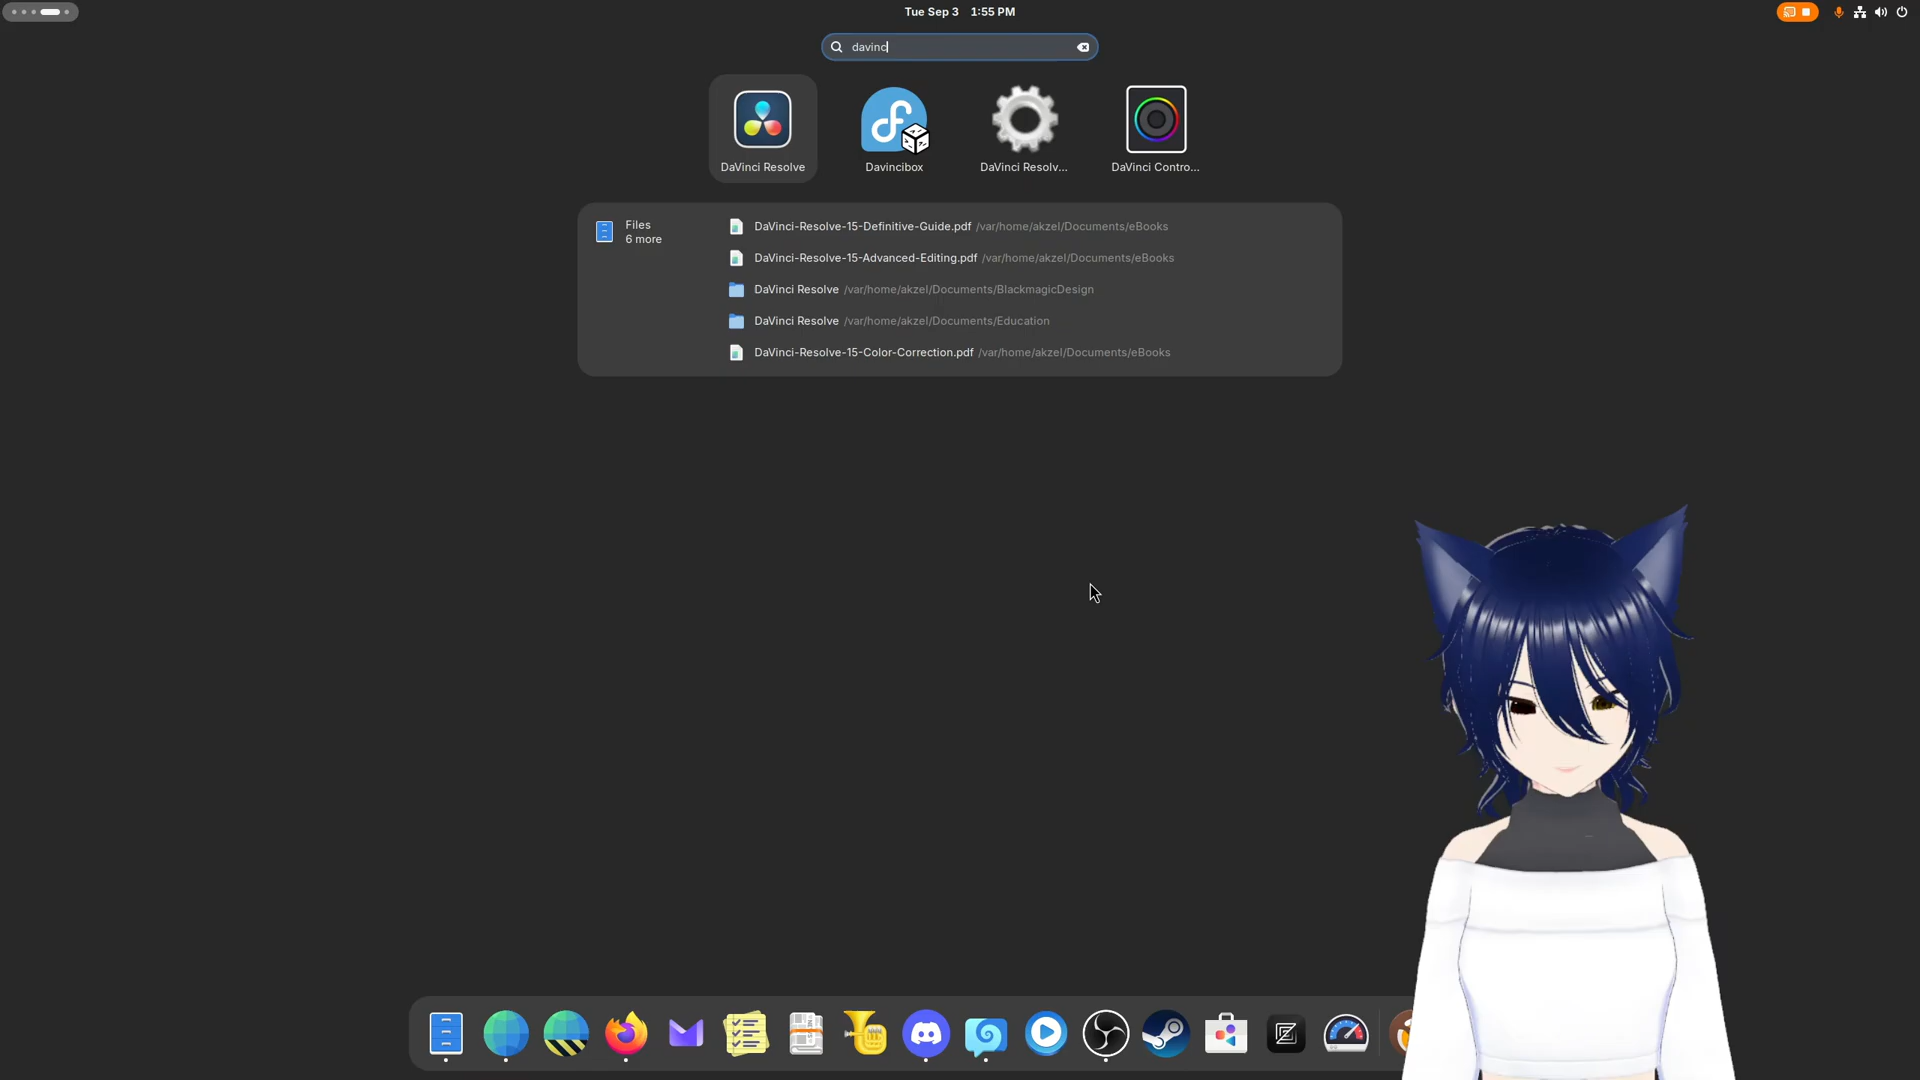 Tue Sep 3 1:55 PM
davinc
DaVinci Resolve
Davincibox
DaVinci Resolv...
DaVinci Contro...
Files
6 more
DaVinci-Resolve-15-Definitive-Guide.pdf /var/home/akzel/Documents/eBooks
DaVinci-Resolve-15-Advanced-Editing.pdf /var/home/akzel/Documents/eBooks
DaVinci Resolve /var/home/akzel/Documents/BlackmagicDesign
DaVinci Resolve /var/home/akzel/Documents/Education
DaVinci-Resolve-15-Color-Correction.pdf /var/home/akzel/Documents/eBooks